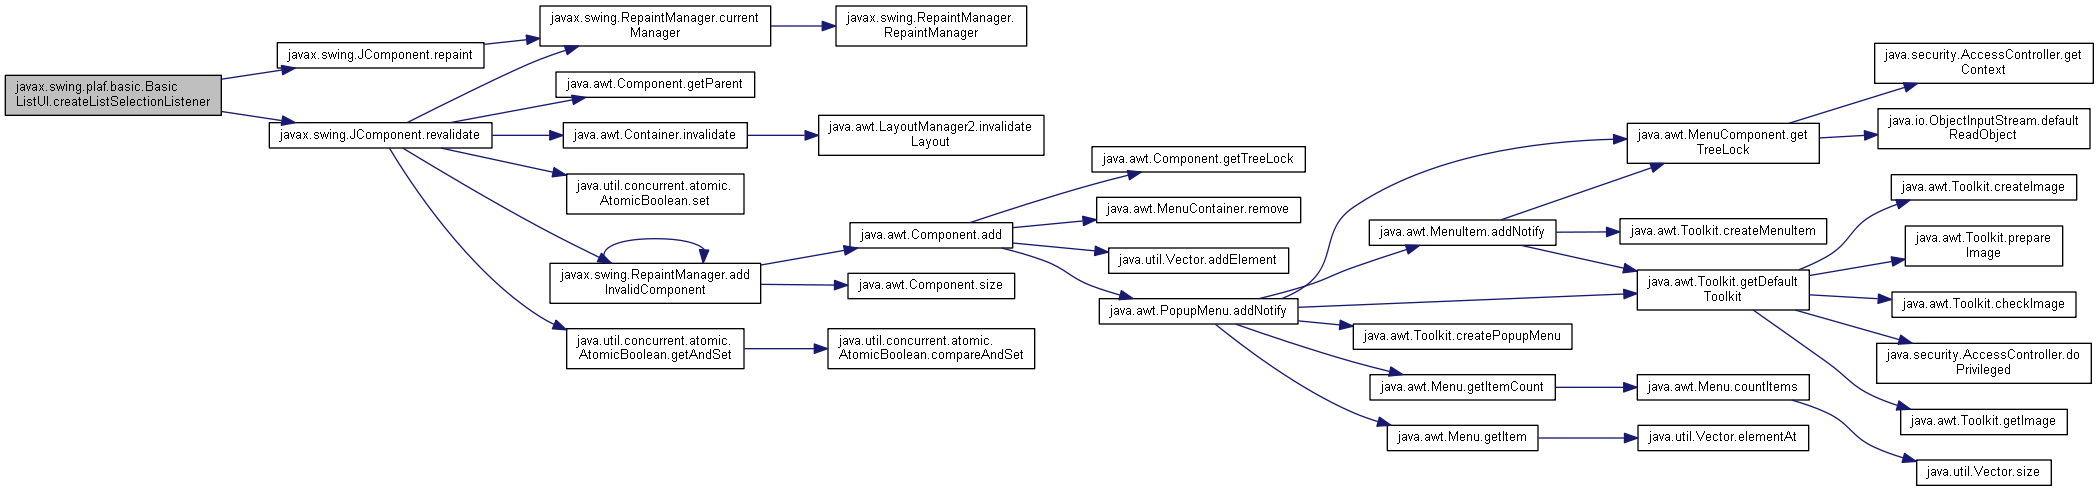 javax.swing.plaf.basic.Basic
ListUI.createListSelectionListener
javax.swing.JComponent.repaint
javax.swing.JComponent.revalidate
javax.swing.RepaintManager.current
Manager
java.awt.Component.getParent
java.awt.Container.invalidate
java.util.concurrent.atomic.
AtomicBoolean.set
javax.swing.RepaintManager.add
InvalidComponent
java.util.concurrent.atomic.
AtomicBoolean.getAndSet
javax.swing.RepaintManager.
RepaintManager
java.awt.LayoutManager2.invalidate
Layout
java.awt.Component.add
java.awt.Component.size
java.util.concurrent.atomic.
AtomicBoolean.compareAndSet
java.awt.Component.getTreeLock
java.awt.MenuContainer.remove
java.util.Vector.addElement
java.awt.PopupMenu.addNotify
java.awt.MenuItem.addNotify
java.awt.Toolkit.createPopupMenu
java.awt.Menu.getItemCount
java.awt.Menu.getItem
java.awt.MenuComponent.get
TreeLock
java.awt.Toolkit.createMenuItem
java.awt.Toolkit.getDefault
Toolkit
java.awt.Menu.countItems
java.util.Vector.elementAt
java.security.AccessController.get
Context
java.io.ObjectInputStream.default
ReadObject
java.awt.Toolkit.createImage
java.awt.Toolkit.prepare
Image
java.awt.Toolkit.checkImage
java.security.AccessController.do
Privileged
java.awt.Toolkit.getImage
java.util.Vector.size